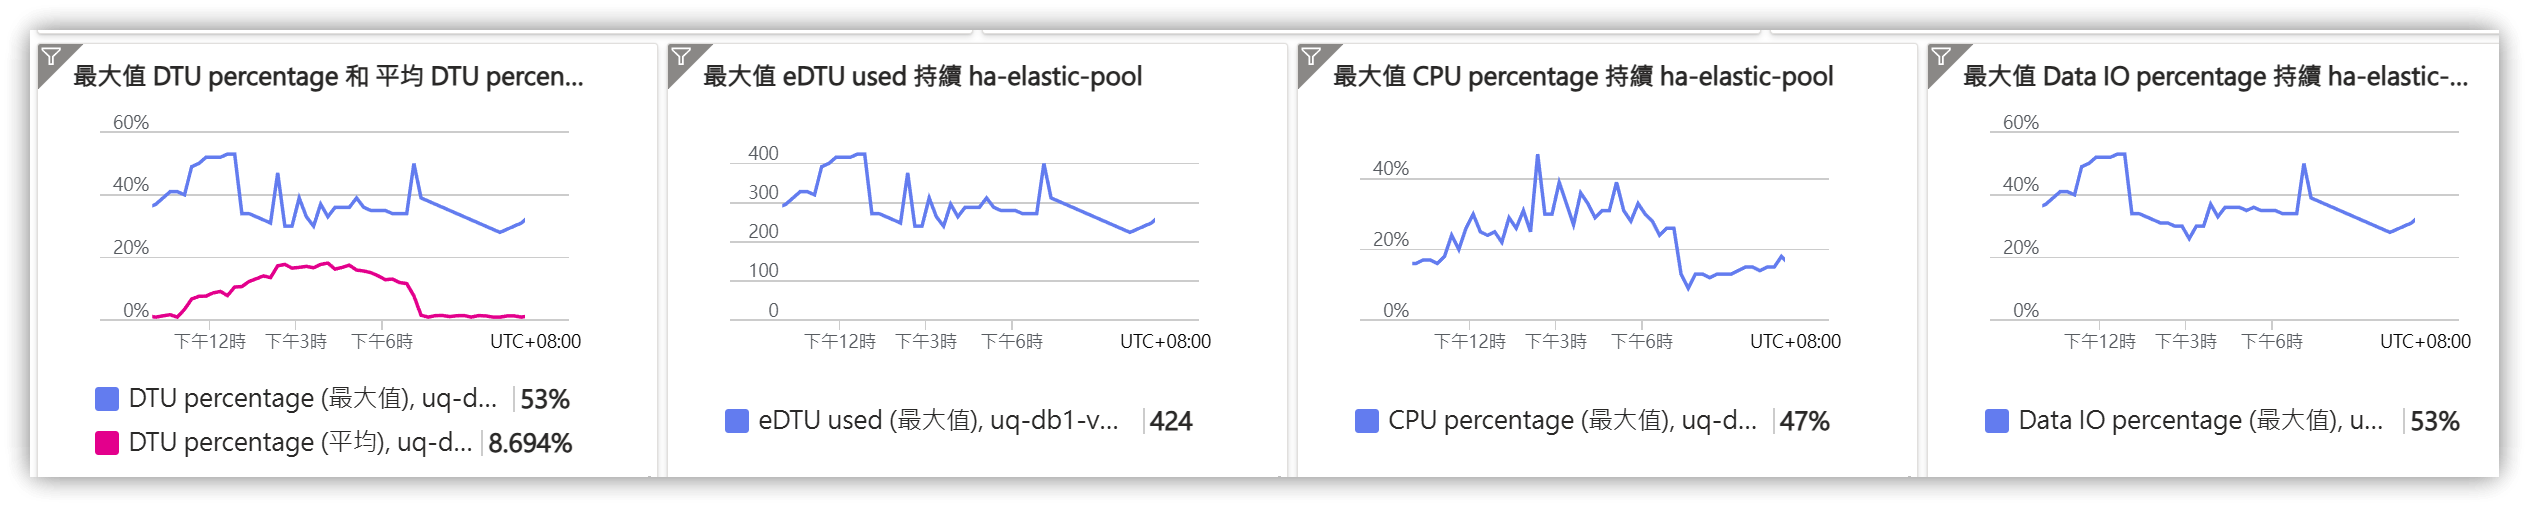 最大值 DTU percentage 和 平均 DTU percen...
60%
40%
20%
0%
下午12時 下午3時 下午6時 UTC+08:00
DTU percentage (最大值), uq-d... 53%
DTU percentage (平均), uq-d... 8.694%
最大值 eDTU used 持續 ha-elastic-pool
400
300
200
100
0
下午12時 下午3時 下午6時 UTC+08:00
eDTU used (最大值), uq-db1-v... 424
最大值 CPU percentage 持續 ha-elastic-pool
40%
20%
0%
下午12時 下午3時 下午6時 UTC+08:00
CPU percentage (最大值), uq-d... 47%
最大值 Data IO percentage 持續 ha-elastic-...
60%
40%
20%
0%
下午12時 下午3時 下午6時 UTC+08:00
Data IO percentage (最大值), u... 53%